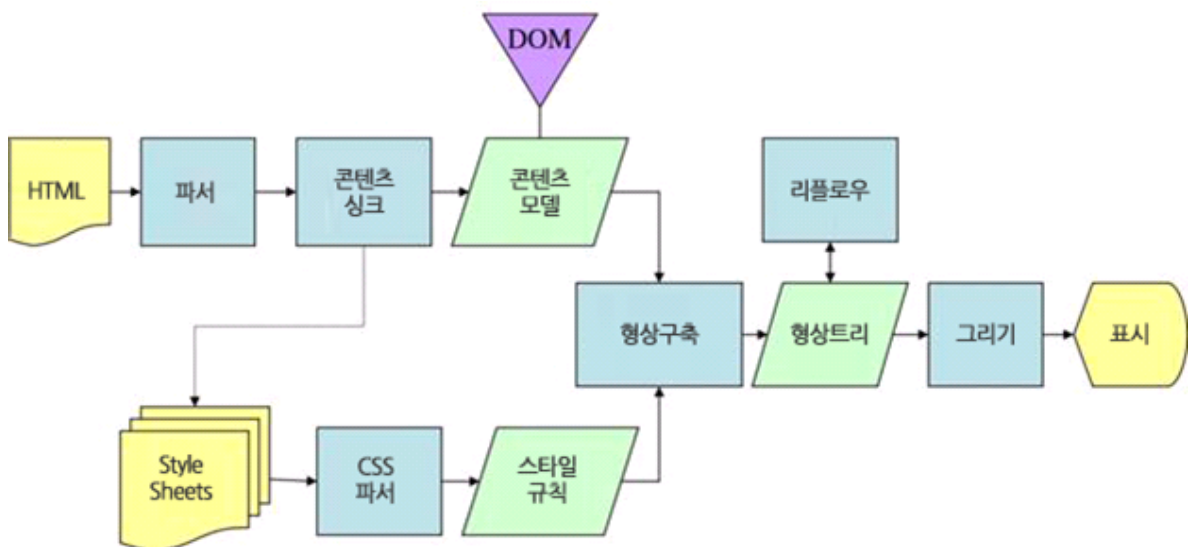 DOM
HTML
파서
콘텐츠
싱크
콘텐츠
모델
리플로우
형상구축
형상트리
그리기
표시
Style
Sheets
CSS
파서
스타일
규칙